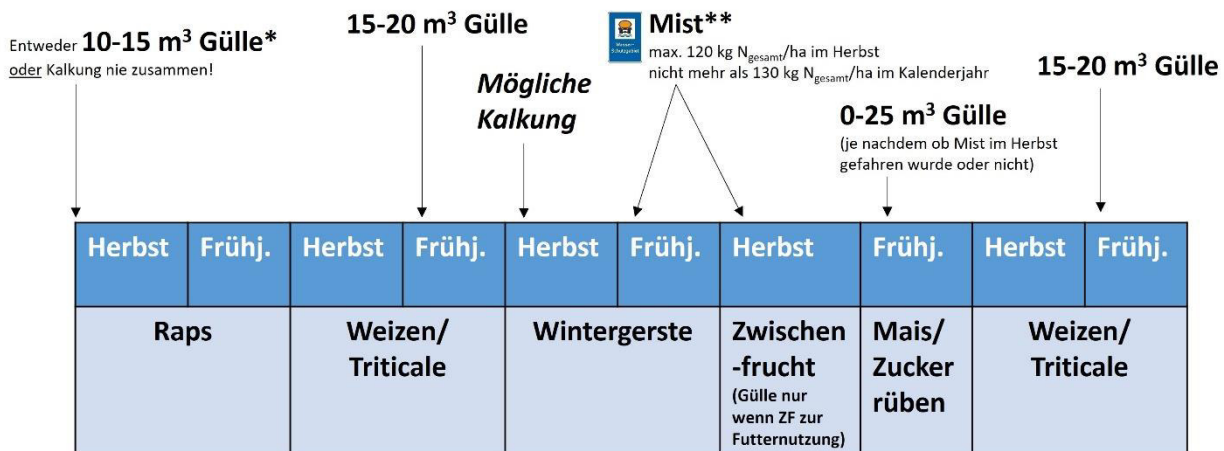 Entweder 10-15 m³ Gülle*
oder Kalkung nie zusammen!
15-20 m³ Gülle
Mögliche
Kalkung
Wasser-
Schutzgebiet
Mist**
max. 120 kg Ngesamt/ha im Herbst
nicht mehr als 130 kg Ngesamt/ha im Kalenderjahr
0-25 m³ Gülle
(je nachdem ob Mist im Herbst
gefahren wurde oder nicht)
15-20 m³ Gülle
Herbst Frühj. Herbst Frühj. Herbst Frühj. Herbst Frühj. Herbst Frühj.
Raps
Weizen/
Triticale
Wintergerste
Zwischen
-frucht
(Gülle nur
wenn ZF zur
Futternutzung)
Mais/
Zucker
rüben
Weizen/
Triticale